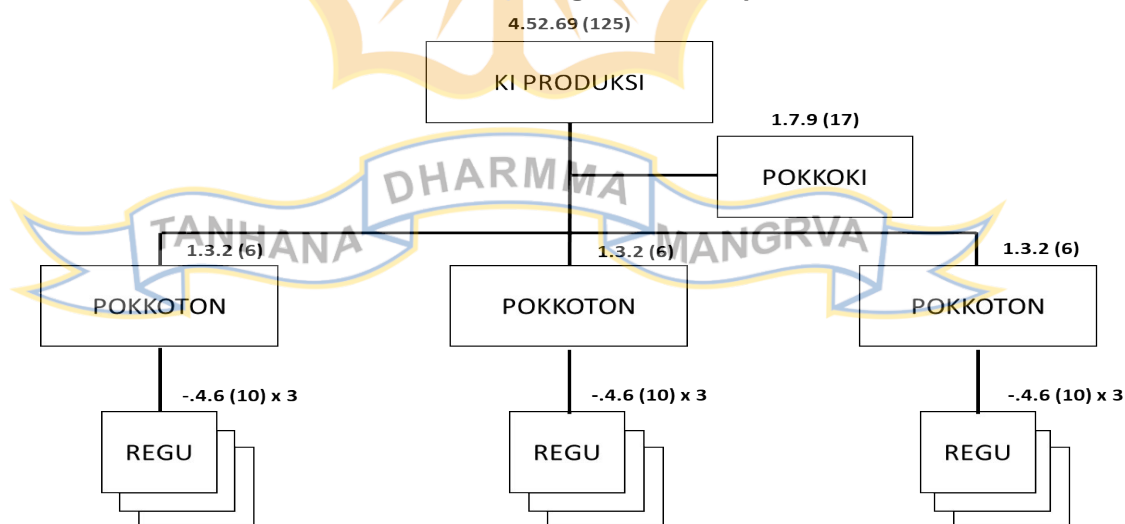 4.52.69 (125)
KI PRODUKSI
1.7.9 (17)
POKKOKI
TANHANA DHARMMA MANGRVA
1.3.2 (6)
1.3.2 (6)
1.3.2 (6)
POKKOTON
POKKOTON
POKKOTON
-.4.6 (10) x 3
-.4.6 (10) x 3
-.4.6 (10) x 3
REGU
REGU
REGU